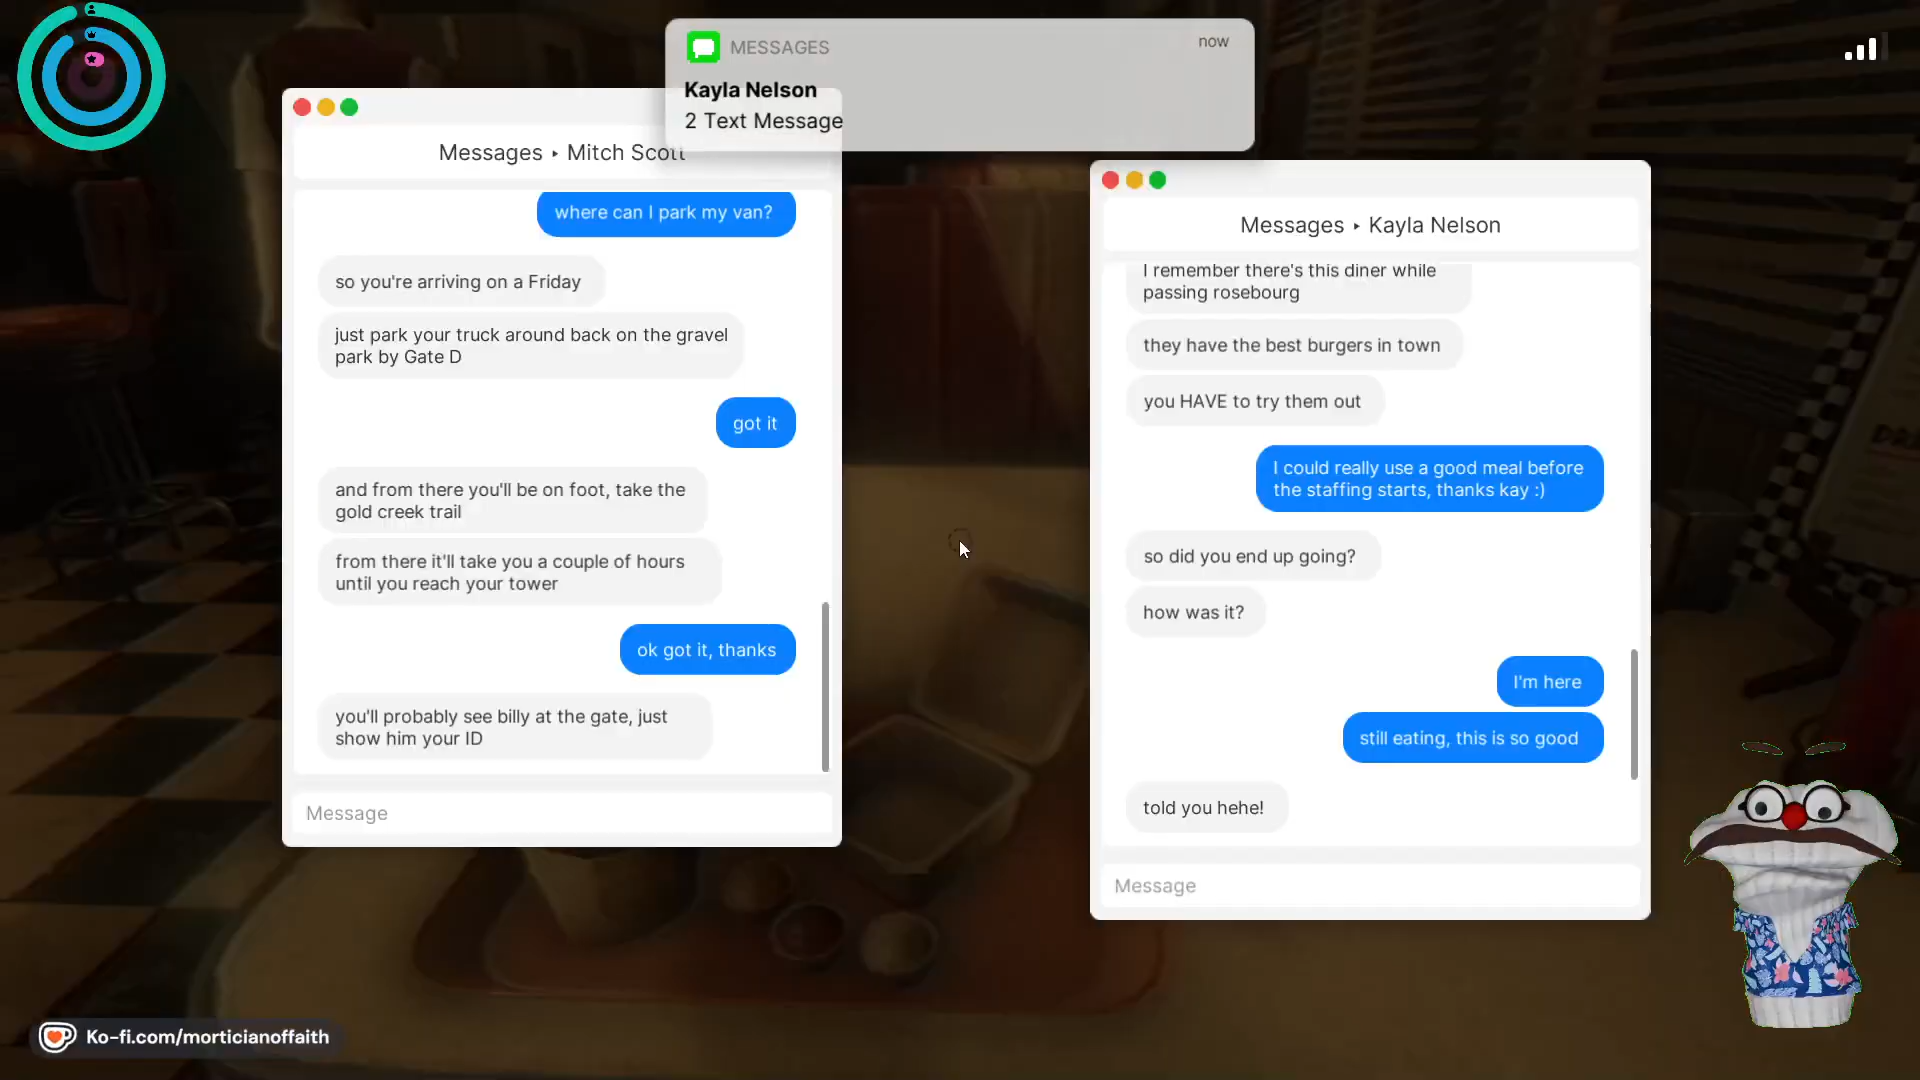 MESSAGES
now
Kayla Nelson
2 Text Message
Messages ‣ Mitch Scott
where can I park my van?
so you're arriving on a Friday
just park your truck around back on the gravel
park by Gate D
got it
and from there you'll be on foot, take the
gold creek trail
from there it'll take you a couple of hours
until you reach your tower
ok got it, thanks
you'll probably see billy at the gate, just
show him your ID
Message
Messages ‣ Kayla Nelson
I remember there's this diner while
passing rosebourg
they have the best burgers in town
you HAVE to try them out
I could really use a good meal before
the staffing starts, thanks kay :)
so did you end up going?
how was it?
I'm here
still eating, this is so good
told you hehe!
Message
Ko-fi.com/morticianoffaith